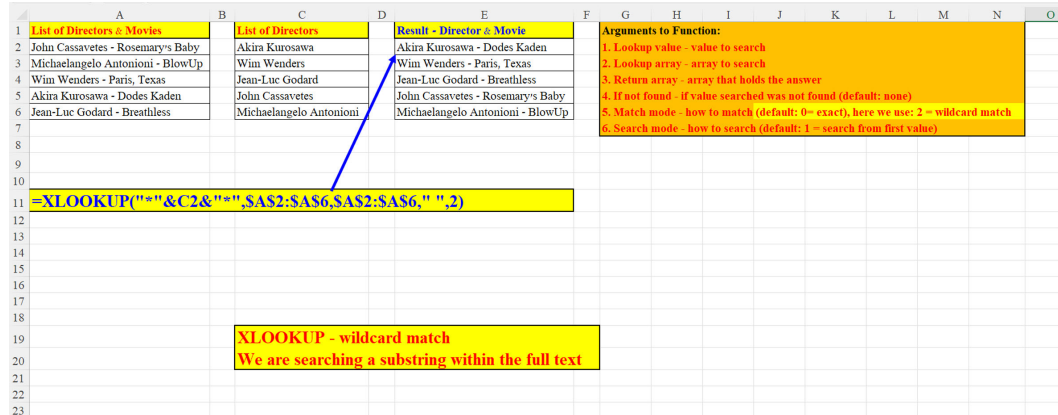 A B C D E F G H I J K L M N O
1 List of Directors & Movies List of Directors Result - Director & Movie Arguments to Function:
2 John Cassavetes - Rosemary's Baby Akira Kurosawa Akira Kurosawa - Dodes Kaden 1. Lookup value - value to search
3 Michaelangelo Antonioni - BlowUp Wim Wenders Wim Wenders - Paris, Texas 2. Lookup array - array to search
4 Wim Wenders - Paris, Texas Jean-Luc Godard Jean-Luc Godard - Breathless 3. Return array - array that holds the answer
5 Akira Kurosawa - Dodes Kaden John Cassavetes John Cassavetes - Rosemary's Baby 4. If not found - if value searched was not found (default: none)
6 Jean-Luc Godard - Breathless Michaelangelo Antonioni Michaelangelo Antonioni - BlowUp 5. Match mode - how to match (default: 0= exact), here we use: 2 = wildcard match
7 6. Search mode - how to search (default: 1 = search from first value)
8
9
10
11 =XLOOKUP("*"&C2&"*",$A$2:$A$6,$A$2:$A$6," ",2)
12
13
14
15
16
17
18
19 XLOOKUP - wildcard match
20 We are searching a substring within the full text
21
22
23